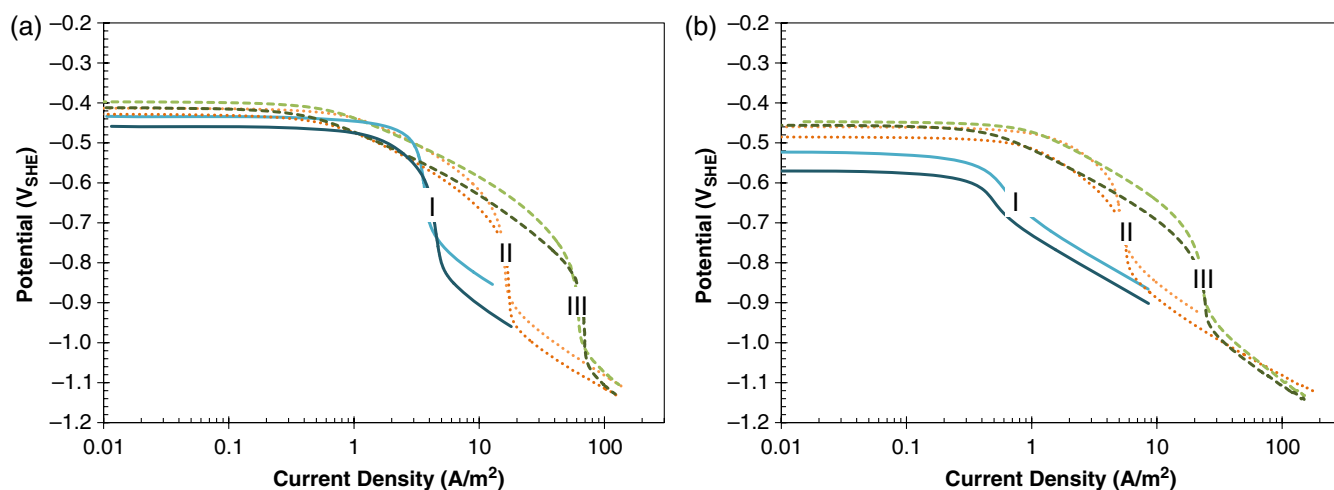 (a)
Potential (V_SHE)
−0.2
−0.3
−0.4
−0.5
−0.6
−0.7
−0.8
−0.9
−1.0
−1.1
−1.2
I
II
III
0.01 0.1 1 10 100
Current Density (A/m²)
(b)
Potential (V_SHE)
−0.2
−0.3
−0.4
−0.5
−0.6
−0.7
−0.8
−0.9
−1.0
−1.1
−1.2
I
II
III
0.01 0.1 1 10 100
Current Density (A/m²)